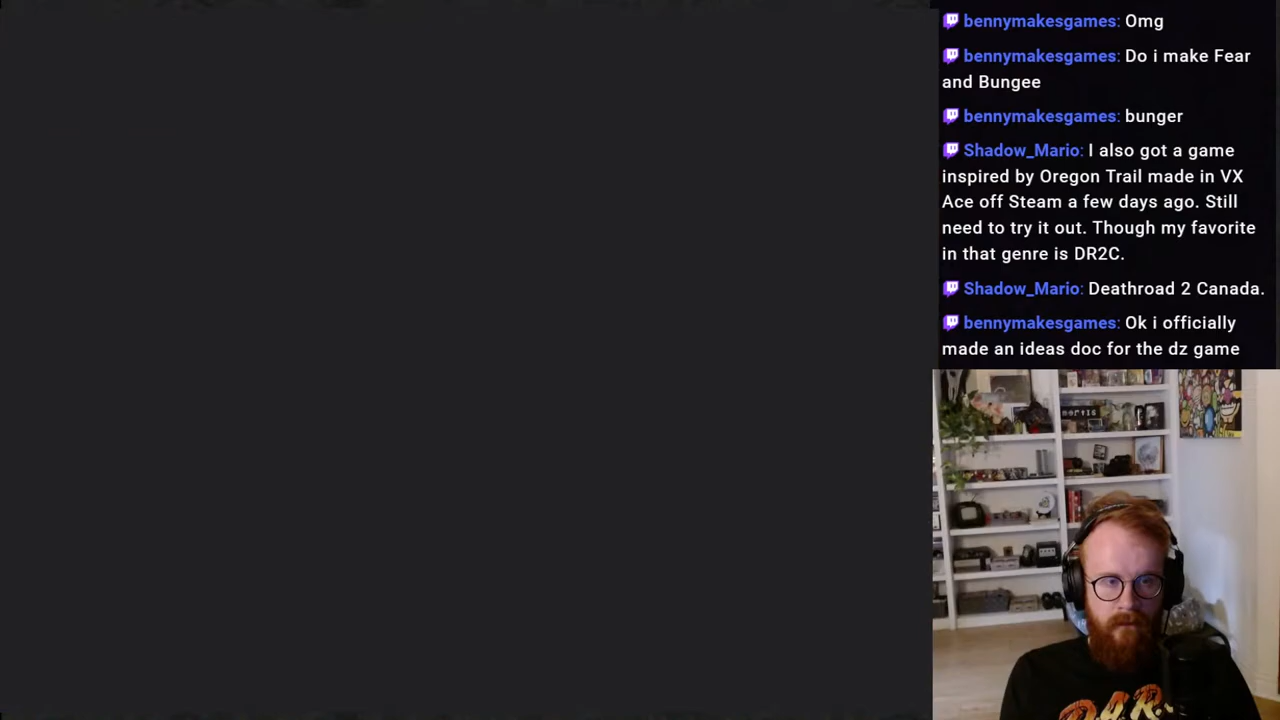 bennymakesgames: Omg
bennymakesgames: Do i make Fear
and Bungee
bennymakesgames: bunger
Shadow_Mario: I also got a game
inspired by Oregon Trail made in VX
Ace off Steam a few days ago. Still
need to try it out. Though my favorite
in that genre is DR2C.
Shadow_Mario: Deathroad 2 Canada.
bennymakesgames: Ok i officially
made an ideas doc for the dz game